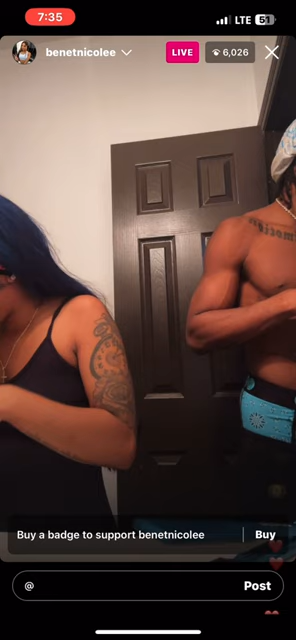 7:35
LTE 51
benetnicolee
LIVE
6,026
Buy a badge to support benetnicolee
Buy
@
Post